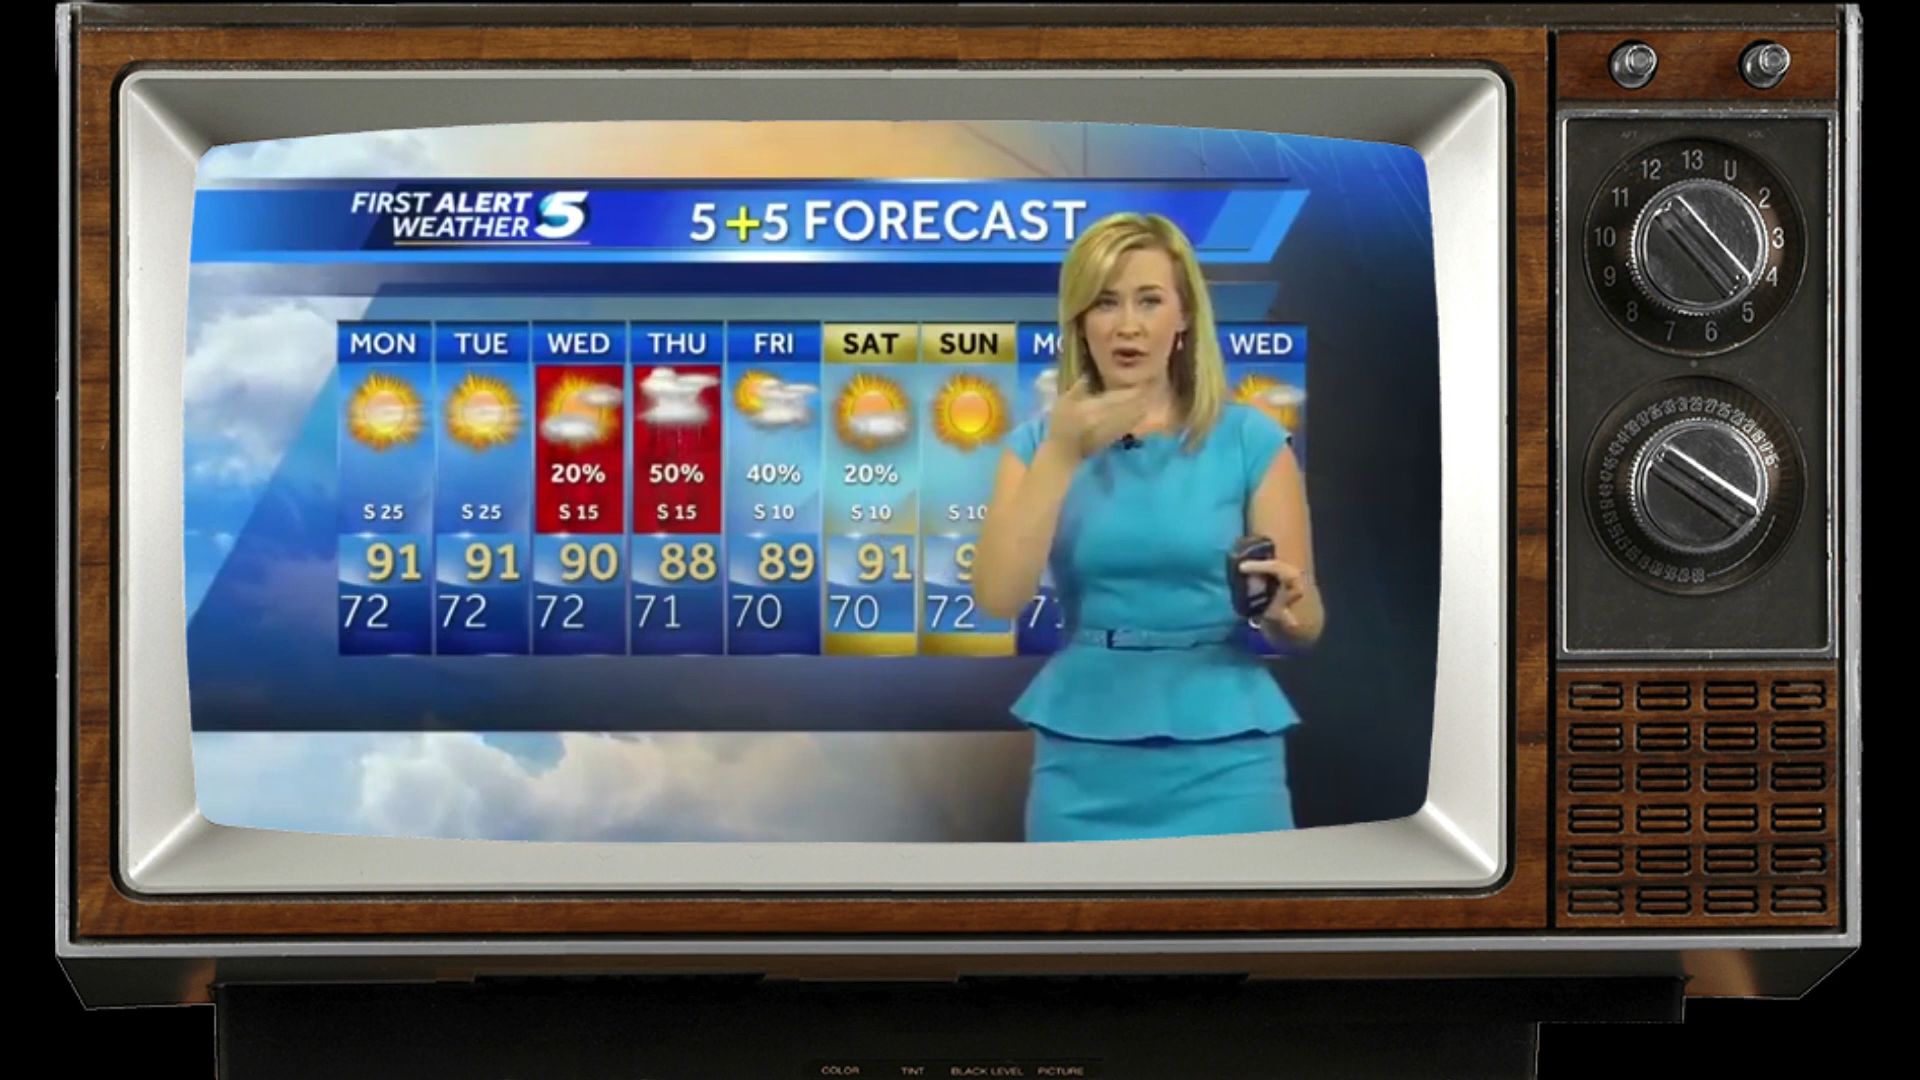 FIRST ALERT
WEATHER 5
5+5 FORECAST
MON TUE WED THU FRI SAT SUN WED
20% 50% 40% 20%
S 25 S 25 S 15 S 15 S 10 S 10 S 10
91 91 90 88 89 91
72 72 72 71 70 70 72
AFT VOL
U 2 3 4 5 6 7 8 9 10 11 12 13
COLOR TINT BLACK LEVEL PICTURE